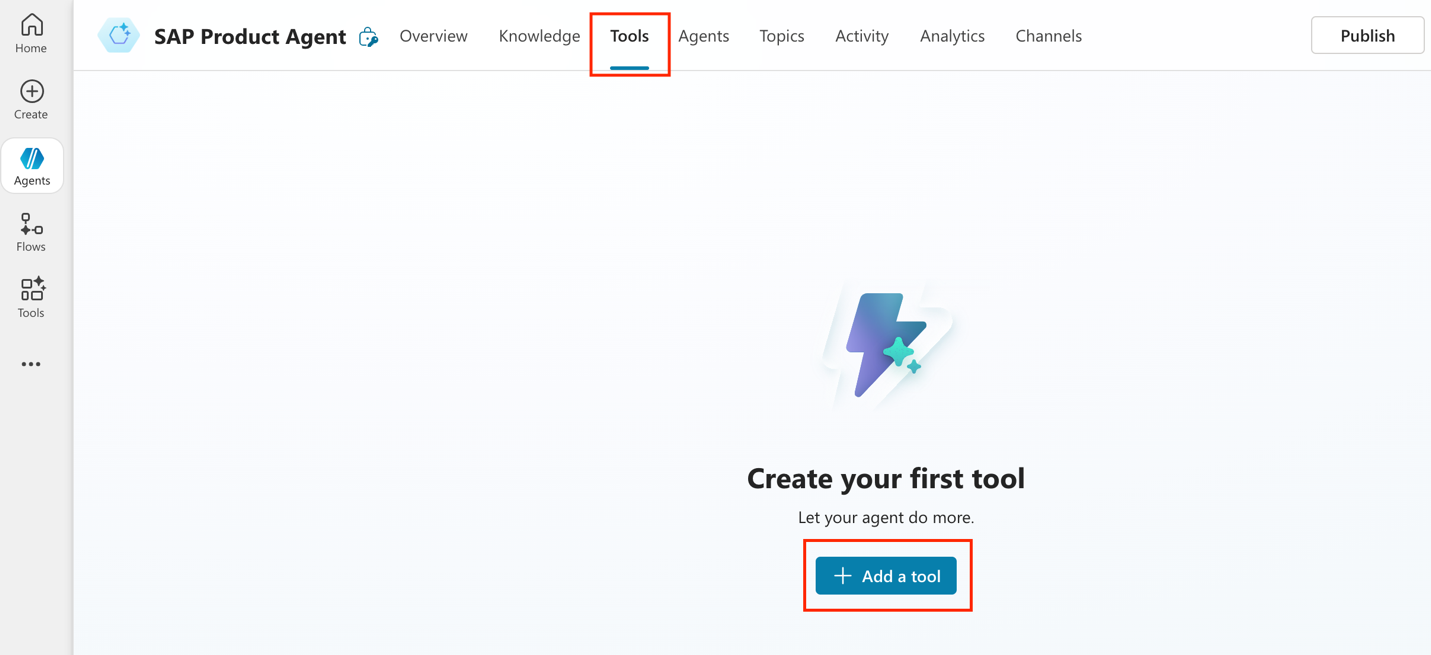 Home
Create
Agents
Flows
Tools
SAP Product Agent Overview Knowledge Tools Agents Topics Activity Analytics Channels Publish
Create your first tool
Let your agent do more.
Add a tool